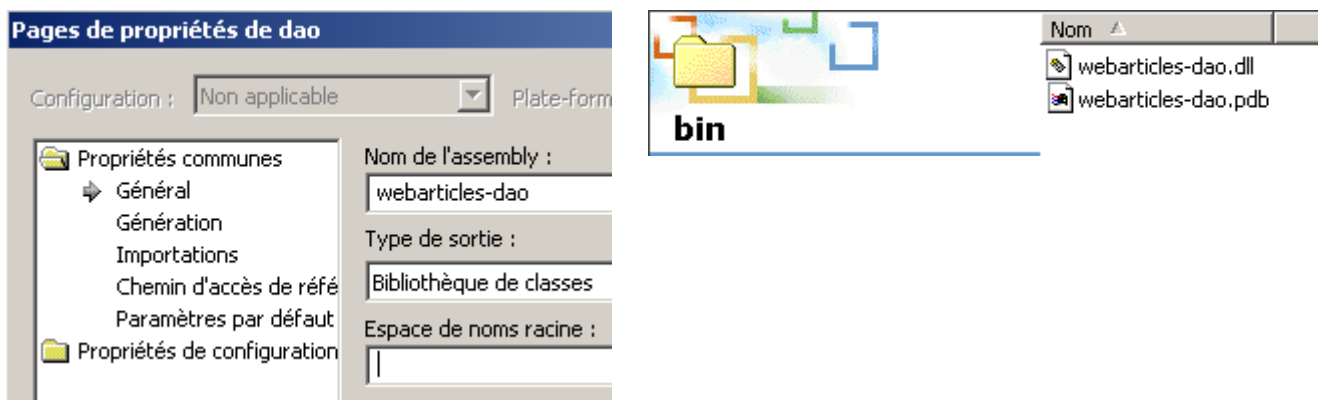 Pages de propriétés de dao
Configuration : Non applicable Plate-form
Propriétés communes
Général
Génération
Importations
Chemin d'accès de réfé
Paramètres par défaut
Propriétés de configuration
Nom de l'assembly :
webarticles-dao
Type de sortie :
Bibliothèque de classes
Espace de noms racine :
bin
Nom
webarticles-dao.dll
webarticles-dao.pdb